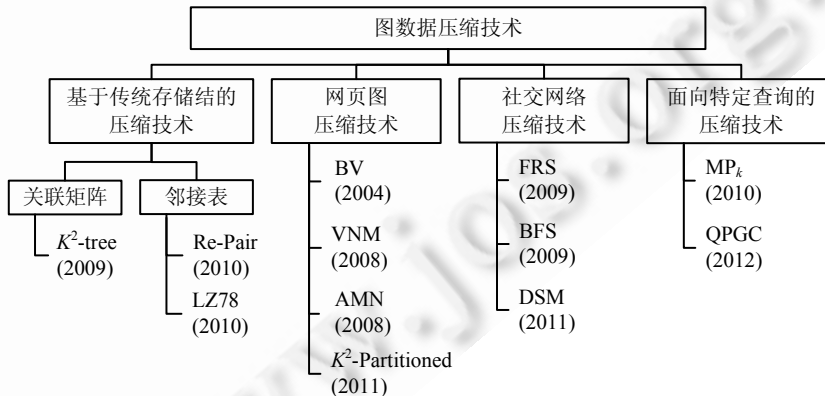 图数据压缩技术
基于传统存储结的
压缩技术
网页图
压缩技术
社交网络
压缩技术
面向特定查询的
压缩技术
关联矩阵
邻接表
K²-tree
(2009)
Re-Pair
(2010)
LZ78
(2010)
BV
(2004)
VNM
(2008)
AMN
(2008)
K²-Partitioned
(2011)
FRS
(2009)
BFS
(2009)
DSM
(2011)
MPₖ
(2010)
QPGC
(2012)
www.jos.org.